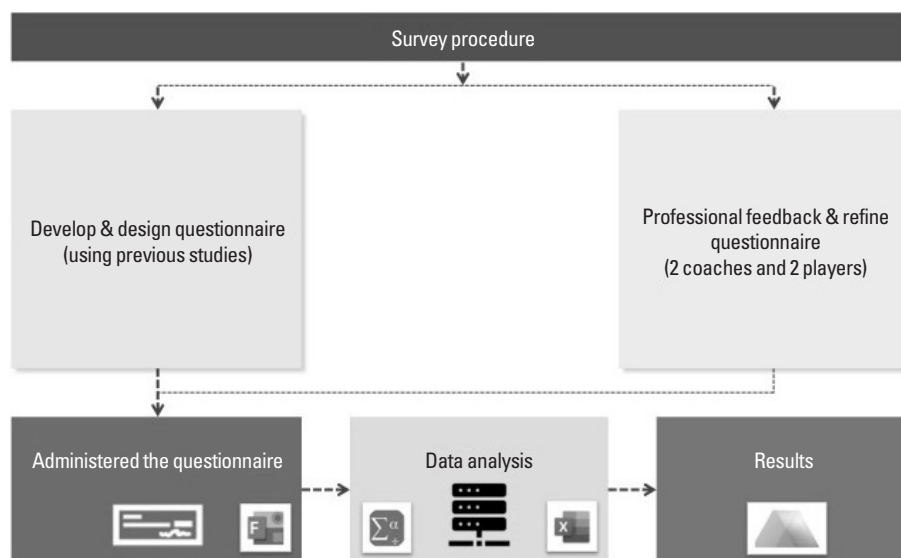 Survey procedure
Develop & design questionnaire
(using previous studies)
Professional feedback & refine
questionnaire
(2 coaches and 2 players)
Administered the questionnaire
Data analysis
Results
F
Σα
+
X